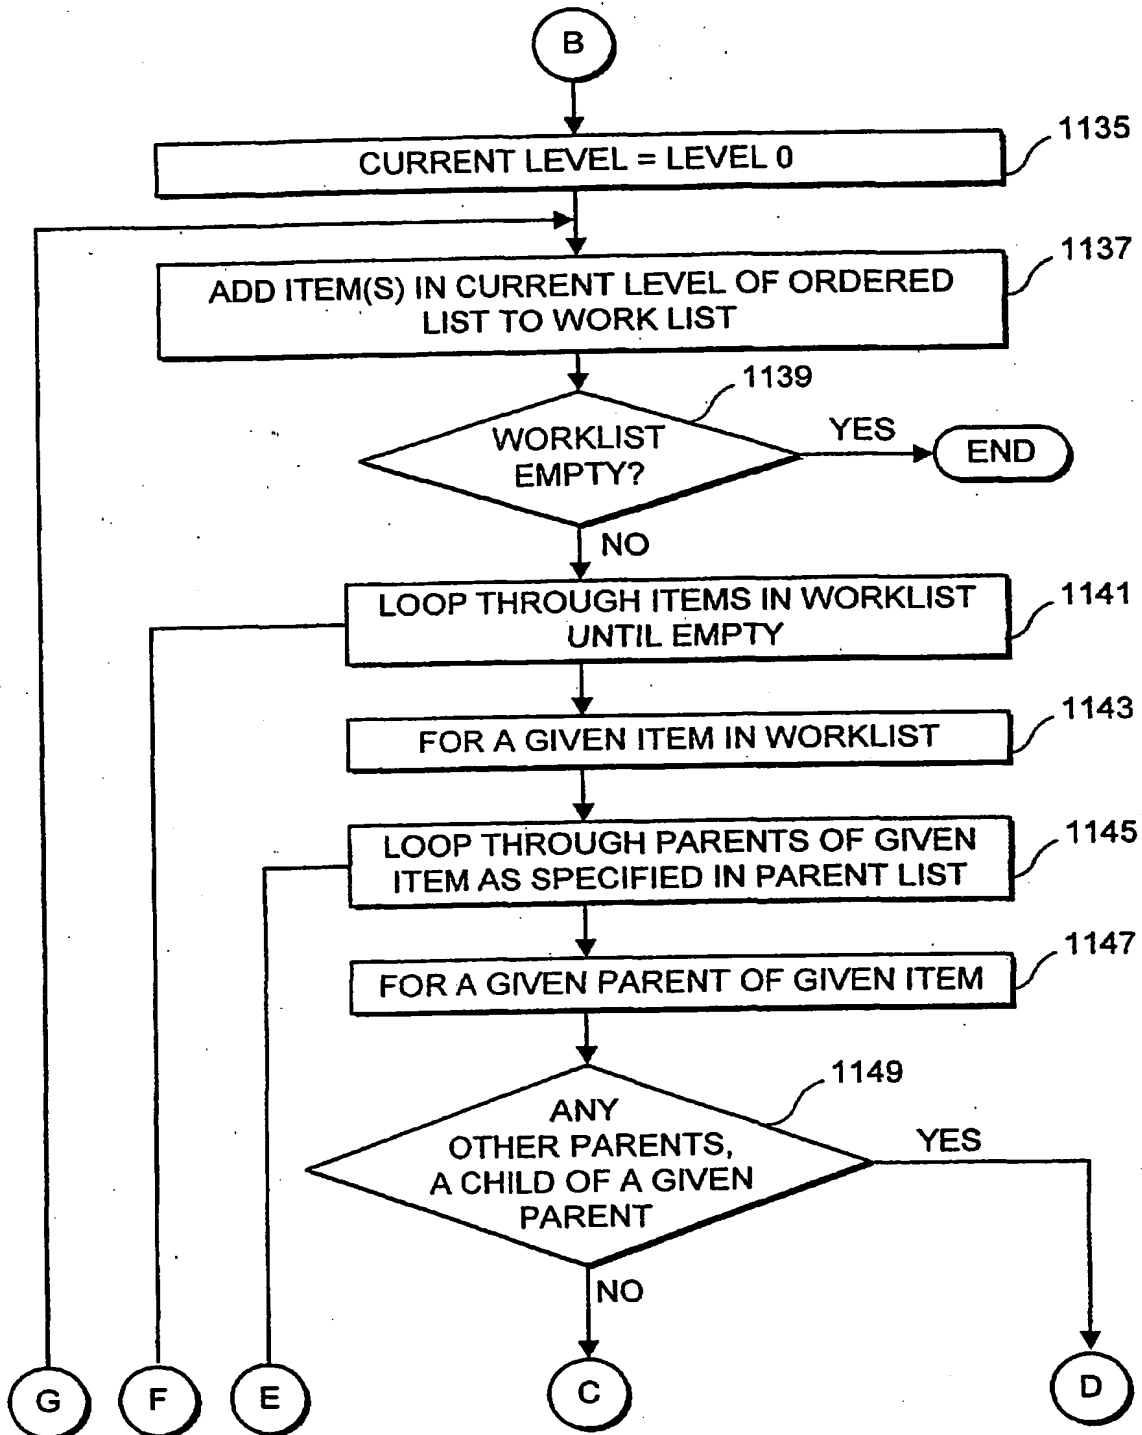 B
1135
CURRENT LEVEL = LEVEL 0
1137
ADD ITEM(S) IN CURRENT LEVEL OF ORDERED
LIST TO WORK LIST
1139
WORKLIST
EMPTY?
YES
END
NO
1141
LOOP THROUGH ITEMS IN WORKLIST
UNTIL EMPTY
1143
FOR A GIVEN ITEM IN WORKLIST
1145
LOOP THROUGH PARENTS OF GIVEN
ITEM AS SPECIFIED IN PARENT LIST
1147
FOR A GIVEN PARENT OF GIVEN ITEM
1149
ANY
OTHER PARENTS,
A CHILD OF A GIVEN
PARENT
YES
NO
G
F
E
C
D